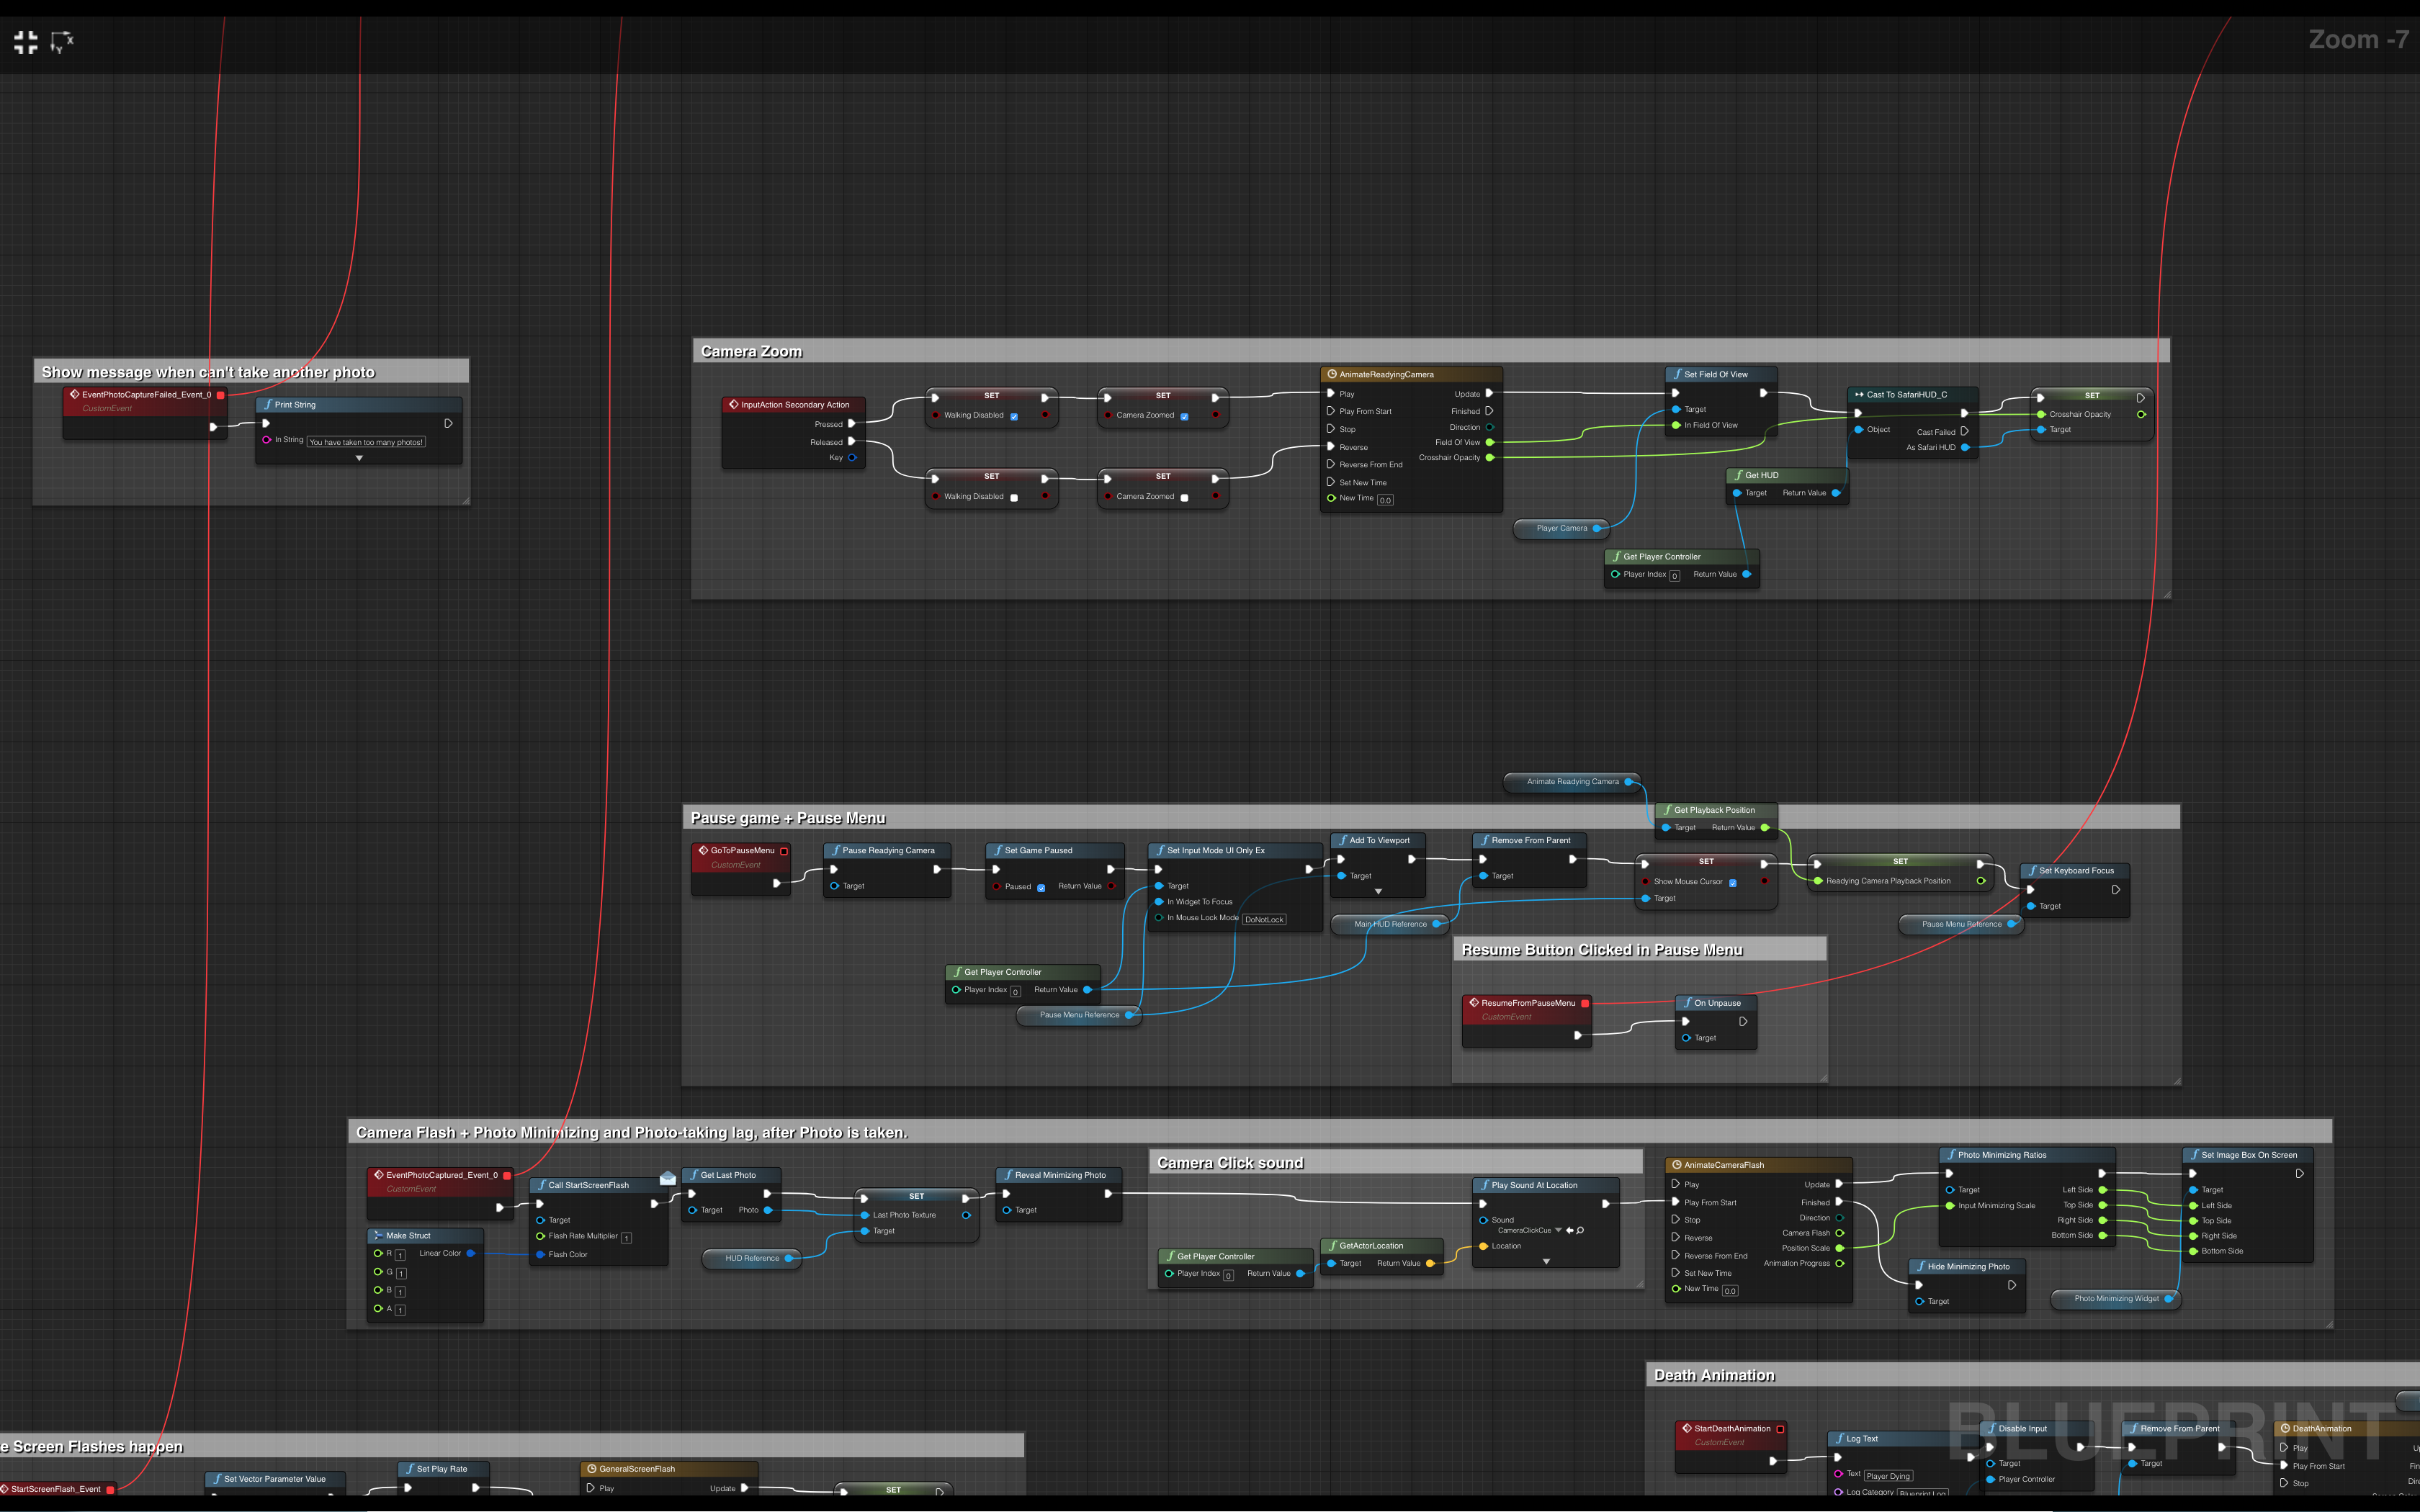 Zoom -7
Show message when can't take another photo
EventPhotoCaptureFailed_Event_0
CustomEvent
Print String
In String You have taken too many photos!
Camera Zoom
InputAction Secondary Action
Pressed
Released
Key
SET
Walking Disabled
SET
Camera Zoomed
SET
Walking Disabled
SET
Camera Zoomed
AnimateReadyingCamera
Play Update
Play From Start Finished
Stop Direction
Reverse Field Of View
Reverse From End Crosshair Opacity
Set New Time
New Time 0.0
Set Field Of View
Target
In Field Of View
Cast To SafariHUD_C
Object Cast Failed
As Safari HUD
SET
Crosshair Opacity
Target
Get HUD
Target Return Value
Player Camera
Get Player Controller
Player Index 0 Return Value
Animate Readying Camera
Get Playback Position
Target Return Value
Pause game + Pause Menu
GoToPauseMenu
CustomEvent
Pause Readying Camera
Target
Set Game Paused
Paused Return Value
Set Input Mode UI Only Ex
Target
In Widget To Focus
In Mouse Lock Mode DoNotLock
Add To Viewport
Target
Remove From Parent
Target
SET
Show Mouse Cursor
Target
SET
Readying Camera Playback Position
Set Keyboard Focus
Target
Main HUD Reference
Pause Menu Reference
Get Player Controller
Player Index 0 Return Value
Pause Menu Reference
Resume Button Clicked in Pause Menu
ResumeFromPauseMenu
CustomEvent
On Unpause
Target
Camera Flash + Photo Minimizing and Photo-taking lag, after Photo is taken.
EventPhotoCaptured_Event_0
CustomEvent
Make Struct
R 1 Linear Color
G 1
B 1
A 1
Call StartScreenFlash
Target
Flash Rate Multiplier 1
Flash Color
Get Last Photo
Target Photo
HUD Reference
SET
Last Photo Texture
Target
Reveal Minimizing Photo
Target
Camera Click sound
Play Sound At Location
Sound
CameraClickCue
Location
Get Player Controller
Player Index 0 Return Value
GetActorLocation
Target Return Value
AnimateCameraFlash
Play Update
Play From Start Finished
Stop Direction
Reverse Camera Flash
Reverse From End Position Scale
Set New Time Animation Progress
New Time 0.0
Photo Minimizing Ratios
Target Left Side
Input Minimizing Scale Top Side
Right Side
Bottom Side
Set Image Box On Screen
Target
Left Side
Top Side
Right Side
Bottom Side
Hide Minimizing Photo
Target
Photo Minimizing Widget
Death Animation
StartDeathAnimation
CustomEvent
Log Text
Text Player Dying
Log Category Blueprint Log
Disable Input
Target
Player Controller
Remove From Parent
Target
DeathAnimation
Play
Play From Start
Stop
BLUEPRINT
e Screen Flashes happen
StartScreenFlash_Event
Set Vector Parameter Value
Set Play Rate
GeneralScreenFlash
Play Update
SET